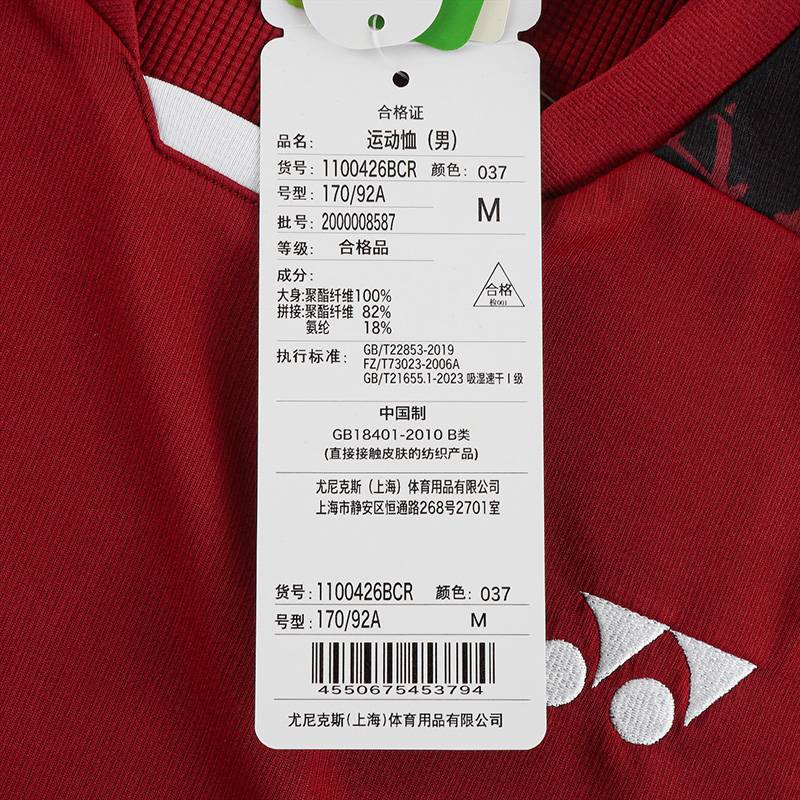 合格证
品名: 运动恤（男）
货号: 1100426BCR 颜色: 037
号型: 170/92A
M
批号: 2000008587
等级: 合格品
成分:
大身:聚酯纤维100%
拼接:聚酯纤维 82%
氨纶 18%
合格
检001
执行标准: GB/T22853-2019
FZ/T73023-2006A
GB/T21655.1-2023 吸湿速干Ⅰ级
中国制
GB18401-2010 B类
(直接接触皮肤的纺织产品)
尤尼克斯（上海）体育用品有限公司
上海市静安区恒通路268号2701室
货号: 1100426BCR 颜色: 037
号型: 170/92A M
4550675453794
尤尼克斯(上海)体育用品有限公司